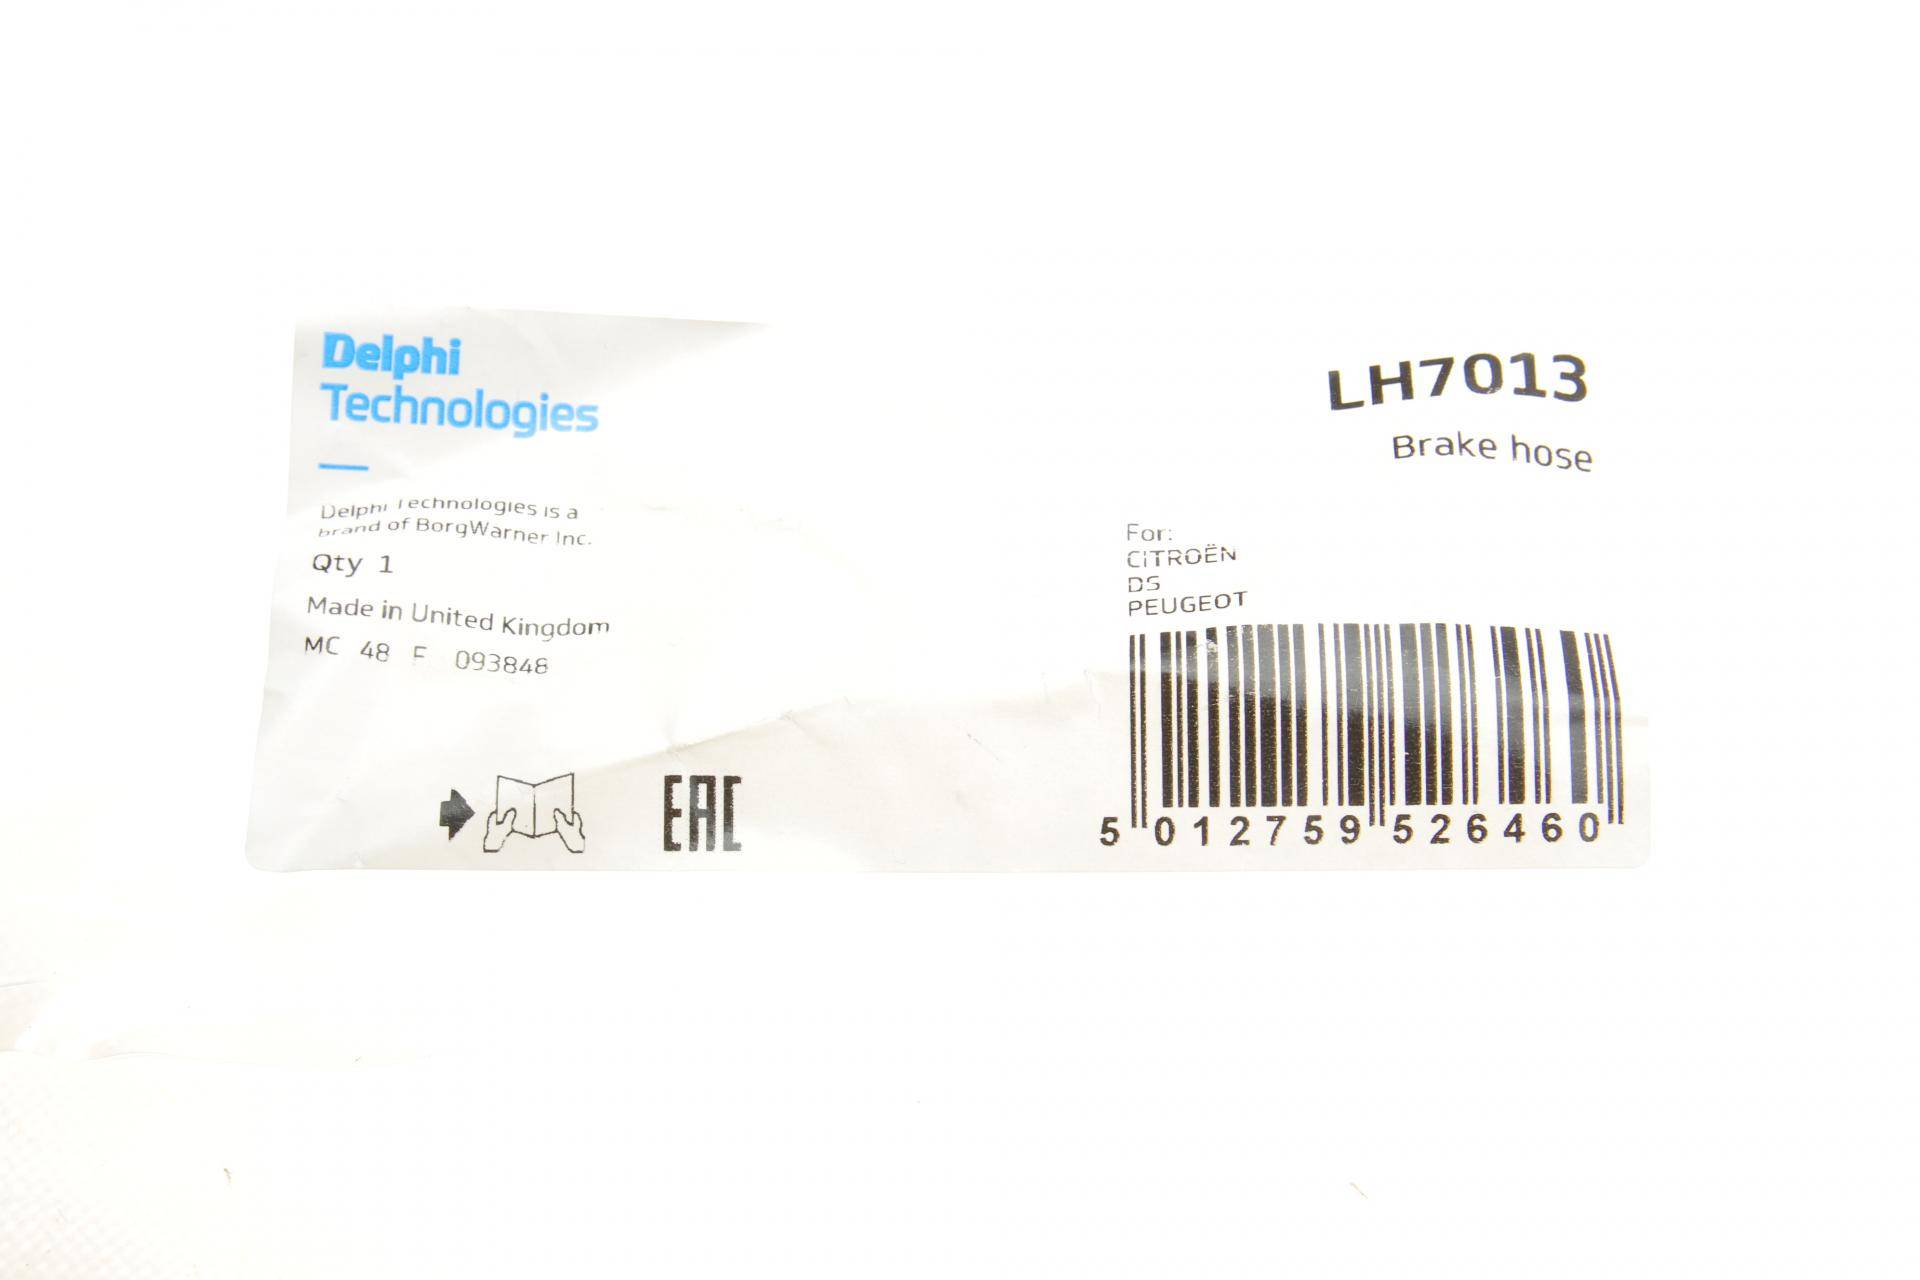 Delphi
Technologies
Delphi Technologies is a
brand of BorgWarner Inc.
Qty 1
Made in United Kingdom
MC 48 F 093848
EAC
LH7013
Brake hose
For:
CITROËN
DS
PEUGEOT
5 012759 526460